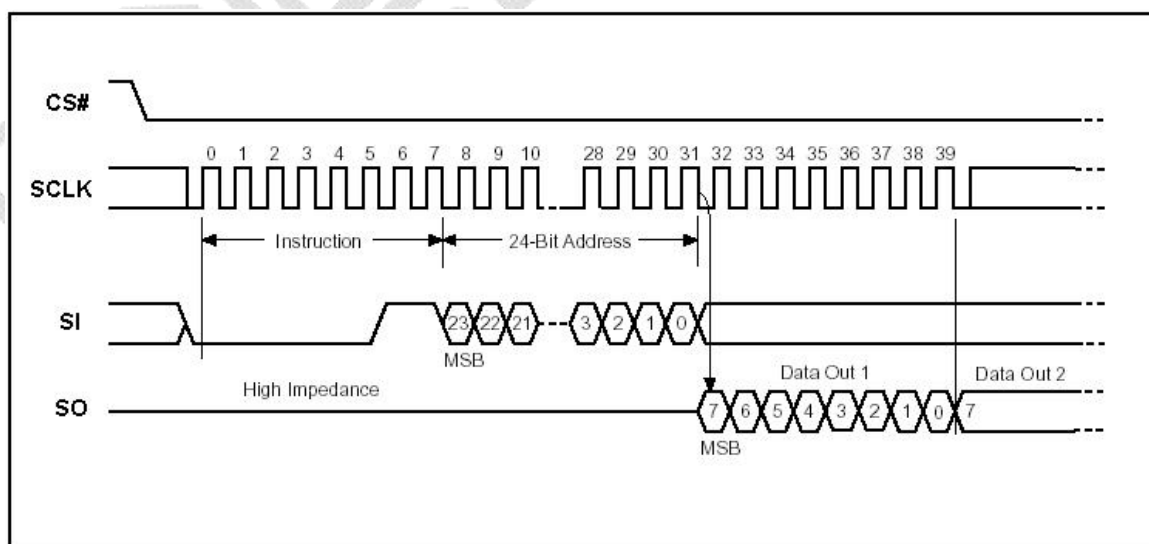 CS#
0 1 2 3 4 5 6 7 8 9 10 28 29 30 31 32 33 34 35 36 37 38 39
SCLK
Instruction 24-Bit Address
SI 23 22 21 3 2 1 0
MSB
High Impedance Data Out 1 Data Out 2
SO 7 6 5 4 3 2 1 0 7
MSB